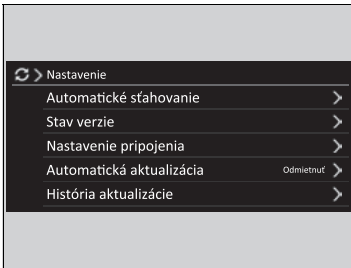 Nastavenie
Automatické sťahovanie
Stav verzie
Nastavenie pripojenia
Automatická aktualizácia Odmietnuť
História aktualizácie